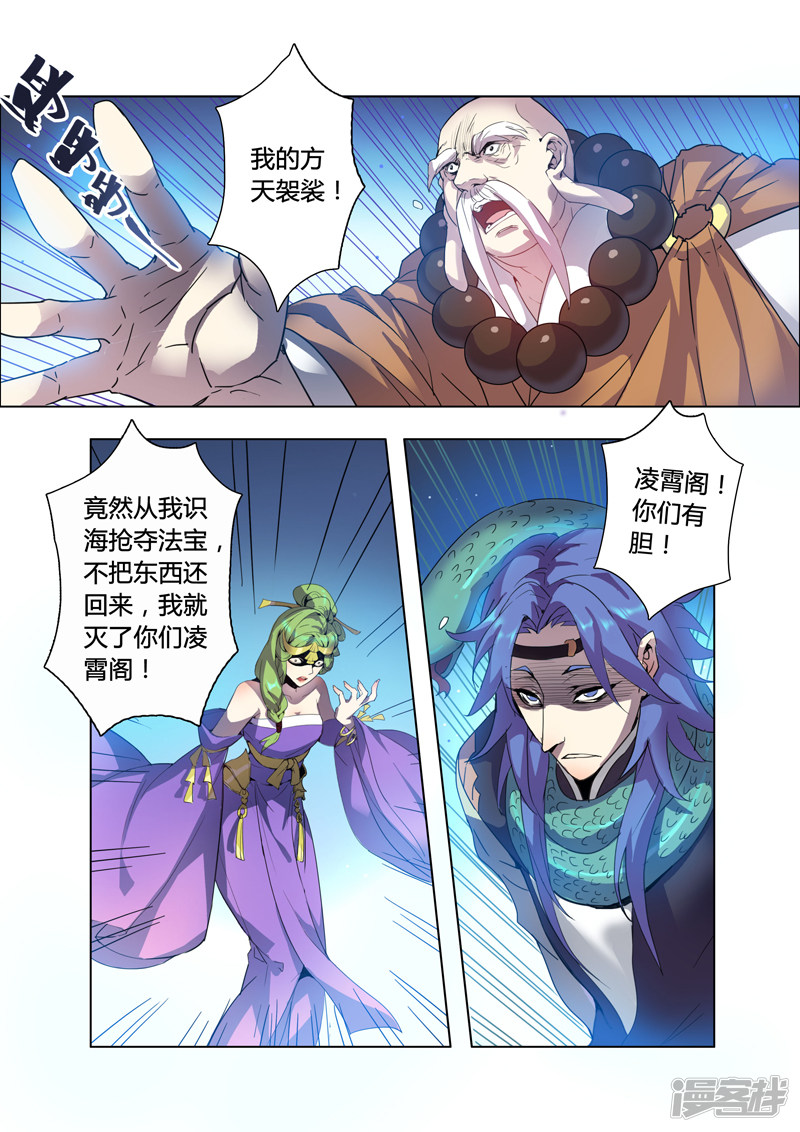 我的方
天袈裟！
竟然从我识
海抢夺法宝，
不把东西还
回来，我就
灭了你们凌
霄阁！
凌霄阁！
你们有
胆！
漫客栈